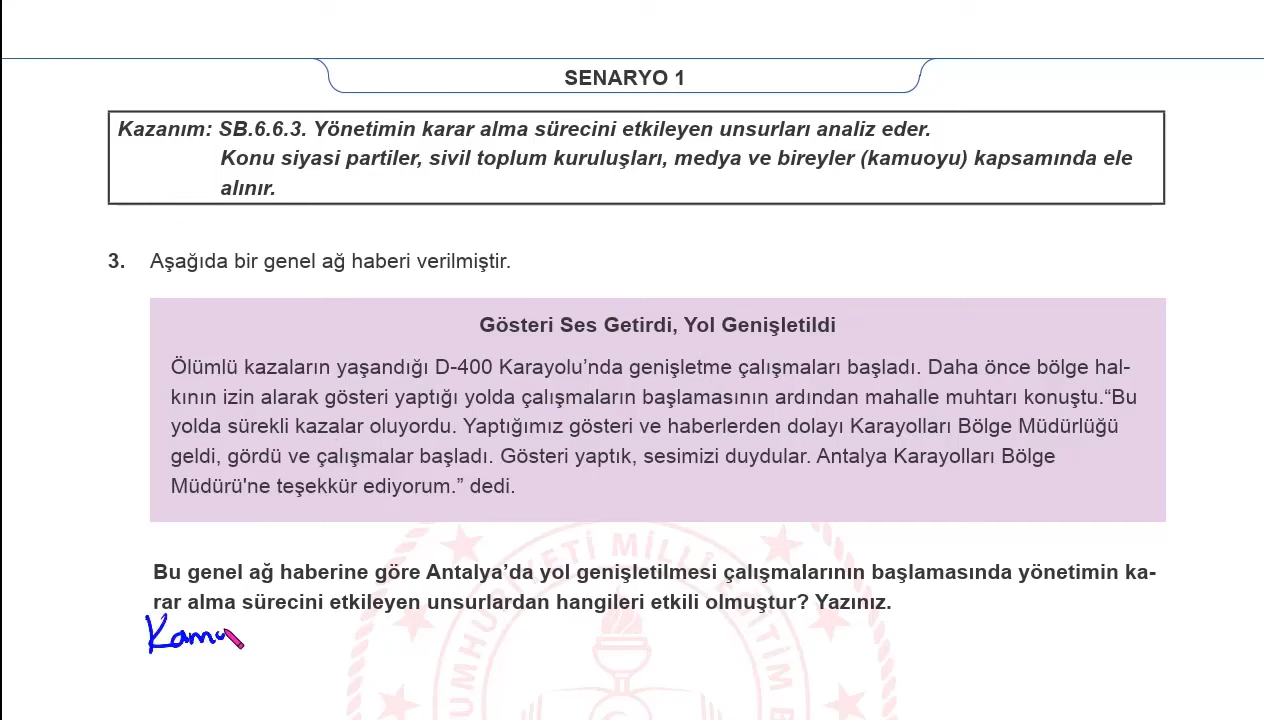 SENARYO 1
Kazanım: SB.6.6.3. Yönetimin karar alma sürecini etkileyen unsurları analiz eder.
Konu siyasi partiler, sivil toplum kuruluşları, medya ve bireyler (kamuoyu) kapsamında ele
alınır.
3. Aşağıda bir genel ağ haberi verilmiştir.
Gösteri Ses Getirdi, Yol Genişletildi
Ölümlü kazaların yaşandığı D-400 Karayolu’nda genişletme çalışmaları başladı. Daha önce bölge hal-
kının izin alarak gösteri yaptığı yolda çalışmaların başlamasının ardından mahalle muhtarı konuştu.“Bu
yolda sürekli kazalar oluyordu. Yaptığımız gösteri ve haberlerden dolayı Karayolları Bölge Müdürlüğü
geldi, gördü ve çalışmalar başladı. Gösteri yaptık, sesimizi duydular. Antalya Karayolları Bölge
Müdürü'ne teşekkür ediyorum.” dedi.
Bu genel ağ haberine göre Antalya’da yol genişletilmesi çalışmalarının başlamasında yönetimin ka-
rar alma sürecini etkileyen unsurlardan hangileri etkili olmuştur? Yazınız.
Kamu